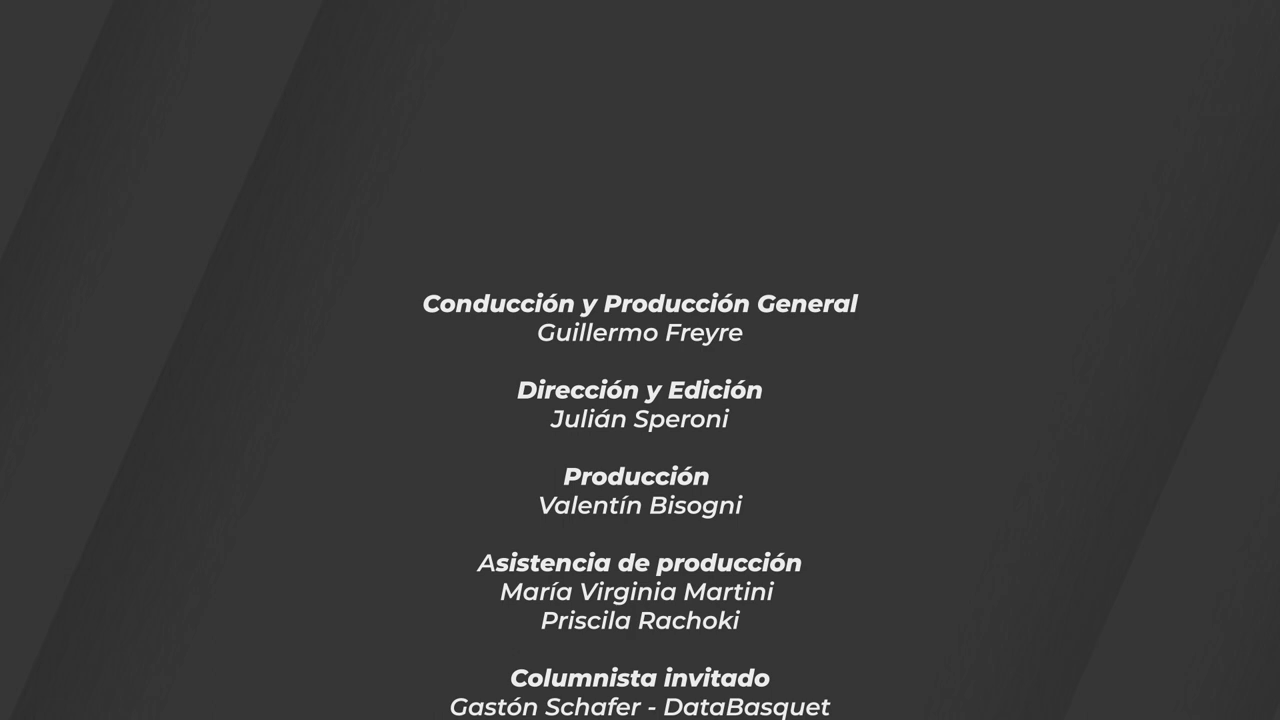 Conducción y Producción General
Guillermo Freyre
Dirección y Edición
Julián Speroni
Producción
Valentín Bisogni
Asistencia de producción
María Virginia Martini
Priscila Rachoki
Columnista invitado
Gastón Schafer - DataBasquet